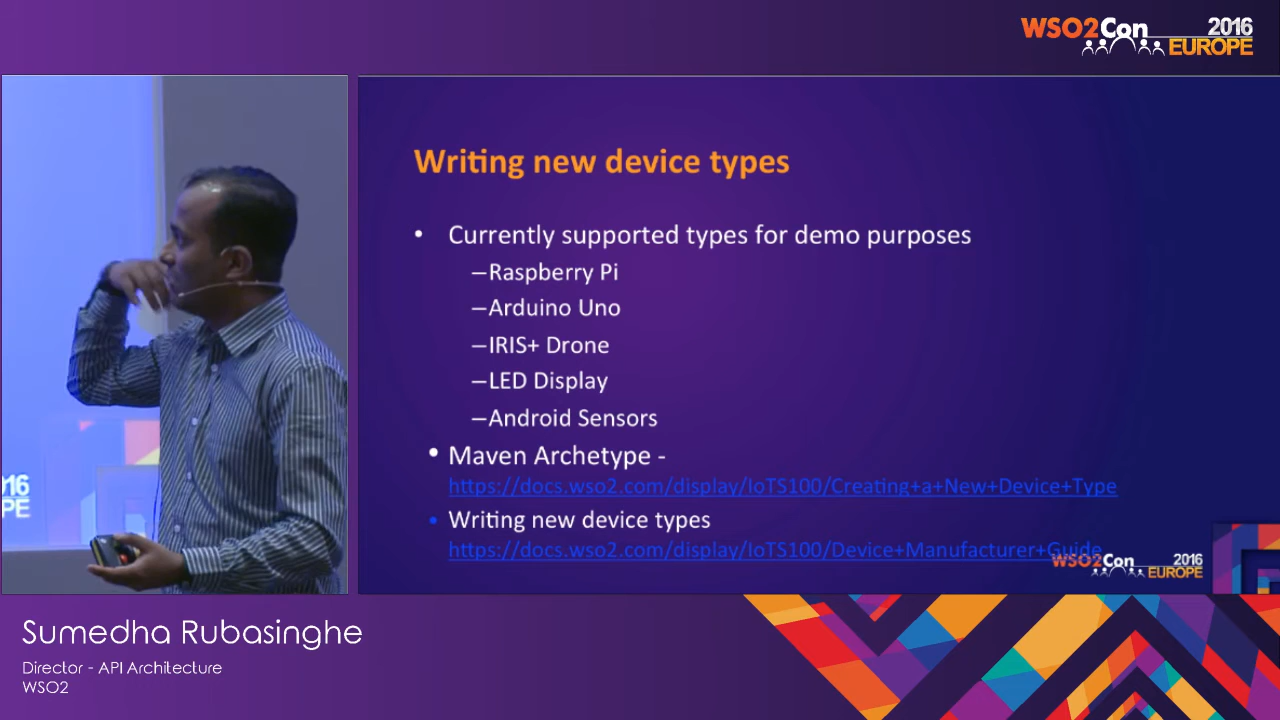 WSO2Con 2016
EUROPE
Writing new device types
• Currently supported types for demo purposes
–Raspberry Pi
–Arduino Uno
–IRIS+ Drone
–LED Display
–Android Sensors
• Maven Archetype -
https://docs.wso2.com/display/IoTS100/Creating+a+New+Device+Type
• Writing new device types
https://docs.wso2.com/display/IoTS100/Device+Manufacturer+Guide
WSO2Con 2016
EUROPE
16
PE
Sumedha Rubasinghe
Director - API Architecture
WSO2